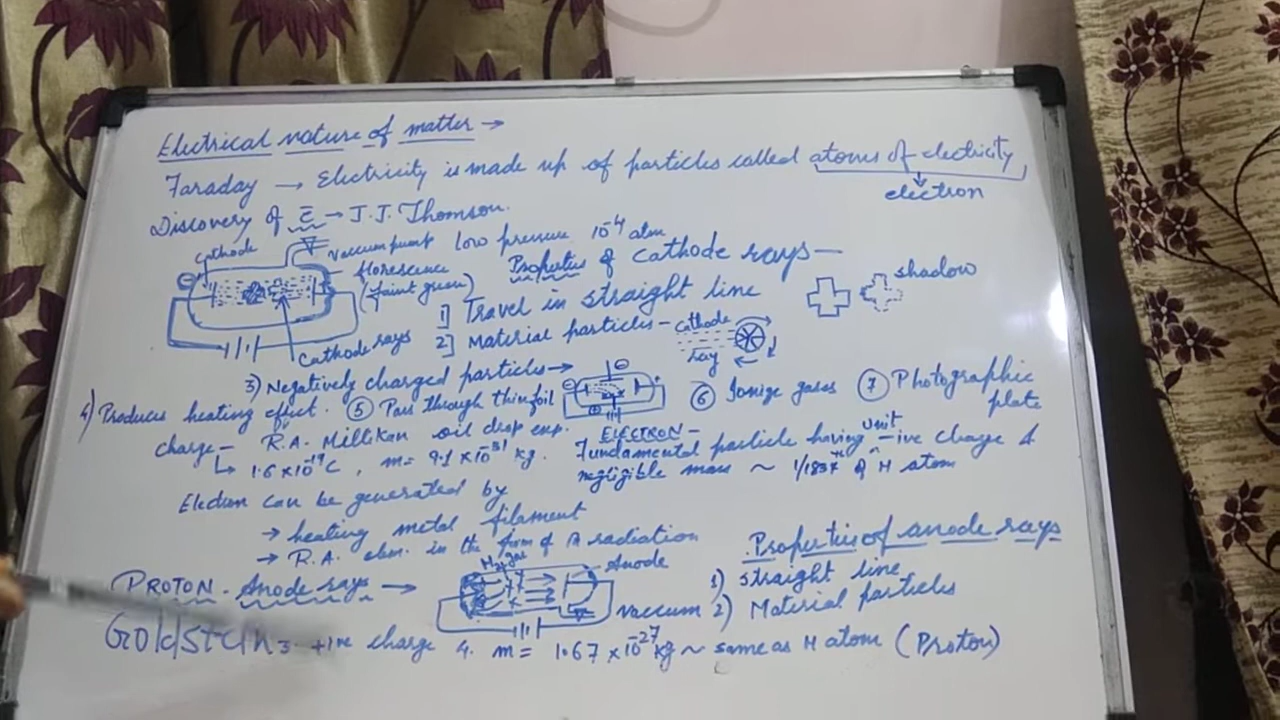 Electrical nature of matter →
Faraday → Electricity is made up of particles called atoms of electricity
electron
Discovery of ē → J.J. Thomson.
cathode
vacuum pump low pressure 10⁻⁴ atm
florescence
(faint green)
Cathode rays
Properties of cathode rays —
1] Travel in straight line
shadow
2] Material particles - cathode
ray
3) Negatively charged particles →
4) Produces heating effect. ⑤ Pass through thin foil ⑥ Ionize gases ⑦ Photographic
plate
charge — R.A. Millikan oil drop exp.
↳ 1.6 x 10⁻¹⁹ C, m = 9.1 x 10⁻³¹ kg.
ELECTRON —
Fundamental particle having unit -ive charge &
negligible mass ~ 1/1837ᵗʰ of H atom
Electron can be generated by
→ heating metal filament
→ R.A. elem. in the form of β radiation
PROTON - Anode rays →
H₂ gas
Anode
vaccum
Properties of anode rays
1) straight line
2) Material particles
Goldstein 3. +ive charge 4. m = 1.67 x 10⁻²⁷ kg ~ same as H atom (Proton)